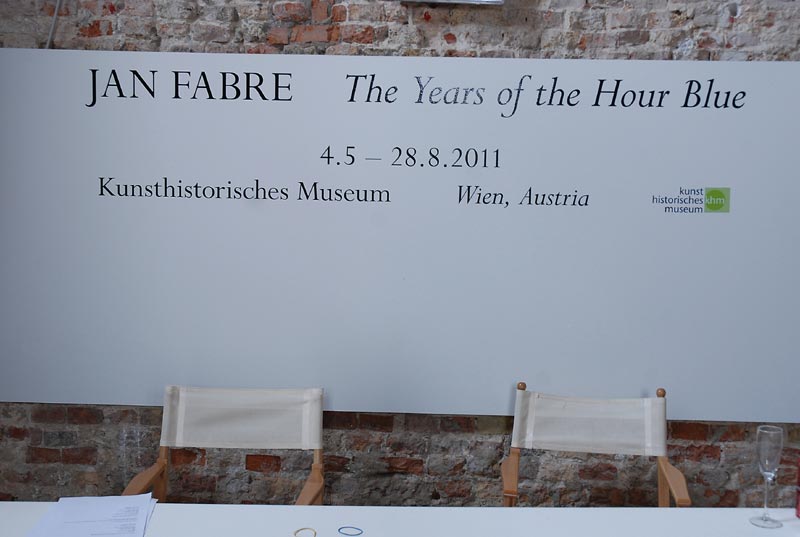 JAN FABRE The Years of the Hour Blue
4.5 – 28.8.2011
Kunsthistorisches Museum Wien, Austria
kunst
historisches khm
museum